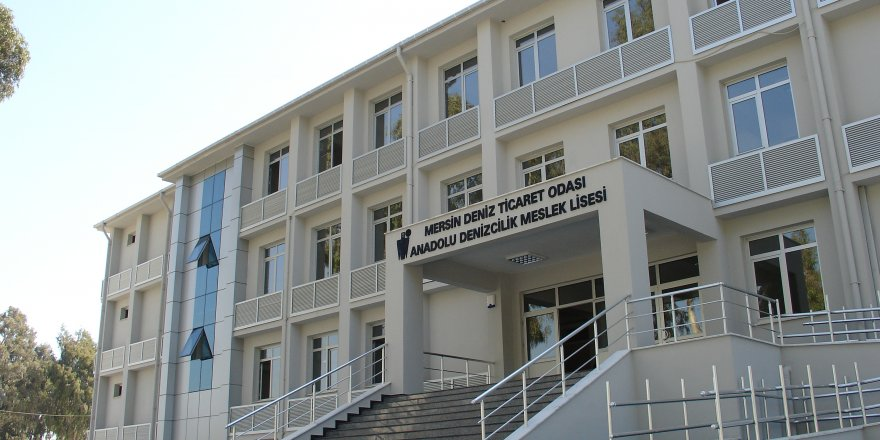 MERSİN DENİZ TİCARET ODASI
ANADOLU DENİZCİLİK MESLEK LİSESİ